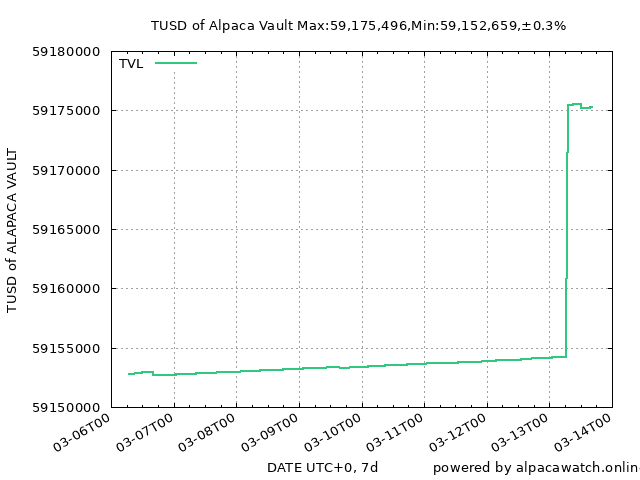 TUSD of Alpaca Vault Max:59,175,496,Min:59,152,659,±0.3%
TVL
59180000
59175000
59170000
59165000
59160000
59155000
59150000
TUSD of ALAPACA VAULT
03-06T00
03-07T00
03-08T00
03-09T00
03-10T00
03-11T00
03-12T00
03-13T00
03-14T00
DATE UTC+0, 7d
powered by alpacawatch.online